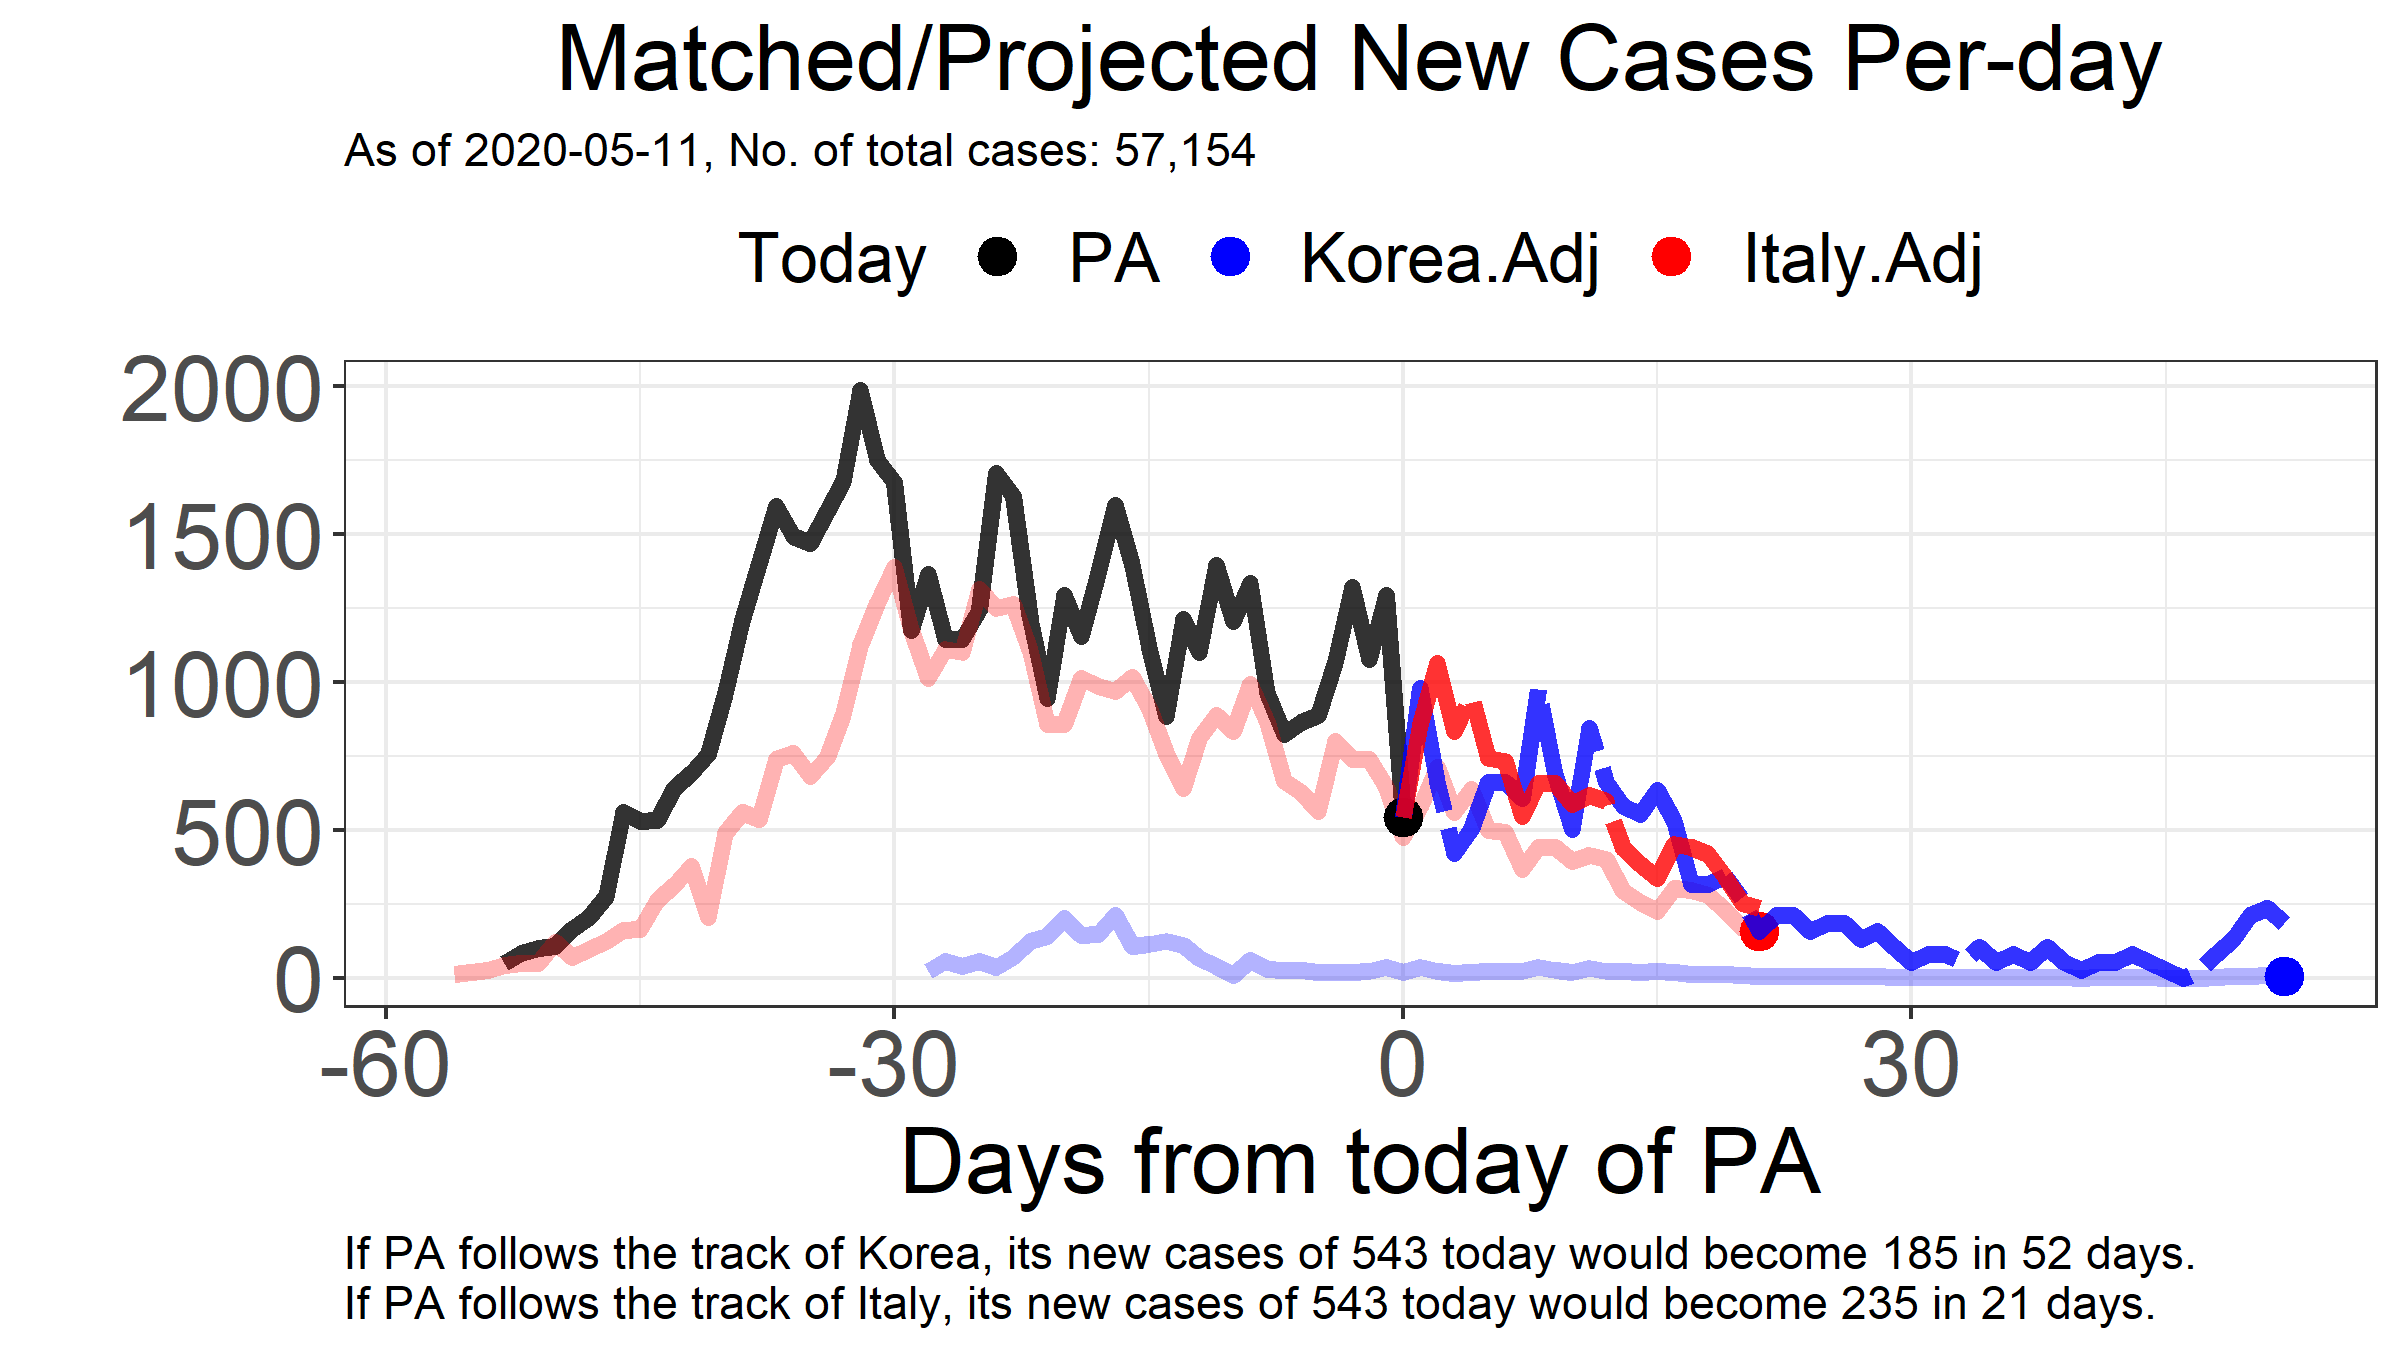 Matched/Projected New Cases Per-day
As of 2020-05-11, No. of total cases: 57,154
Today PA Korea.Adj Italy.Adj
2000
1500
1000
500
0
-60 -30 0 30
Days from today of PA
If PA follows the track of Korea, its new cases of 543 today would become 185 in 52 days.
If PA follows the track of Italy, its new cases of 543 today would become 235 in 21 days.